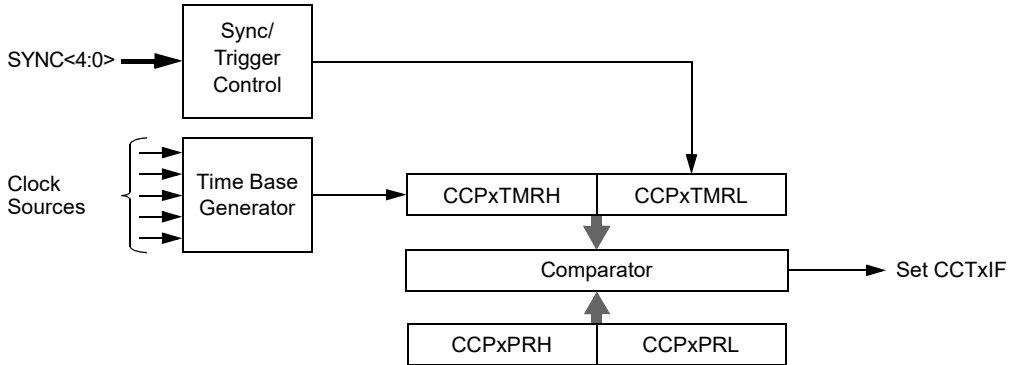 Sync/
Trigger
Control
SYNC<4:0>
Clock
Sources
Time Base
Generator
CCPxTMRH
CCPxTMRL
Comparator
Set CCTxIF
CCPxPRH
CCPxPRL